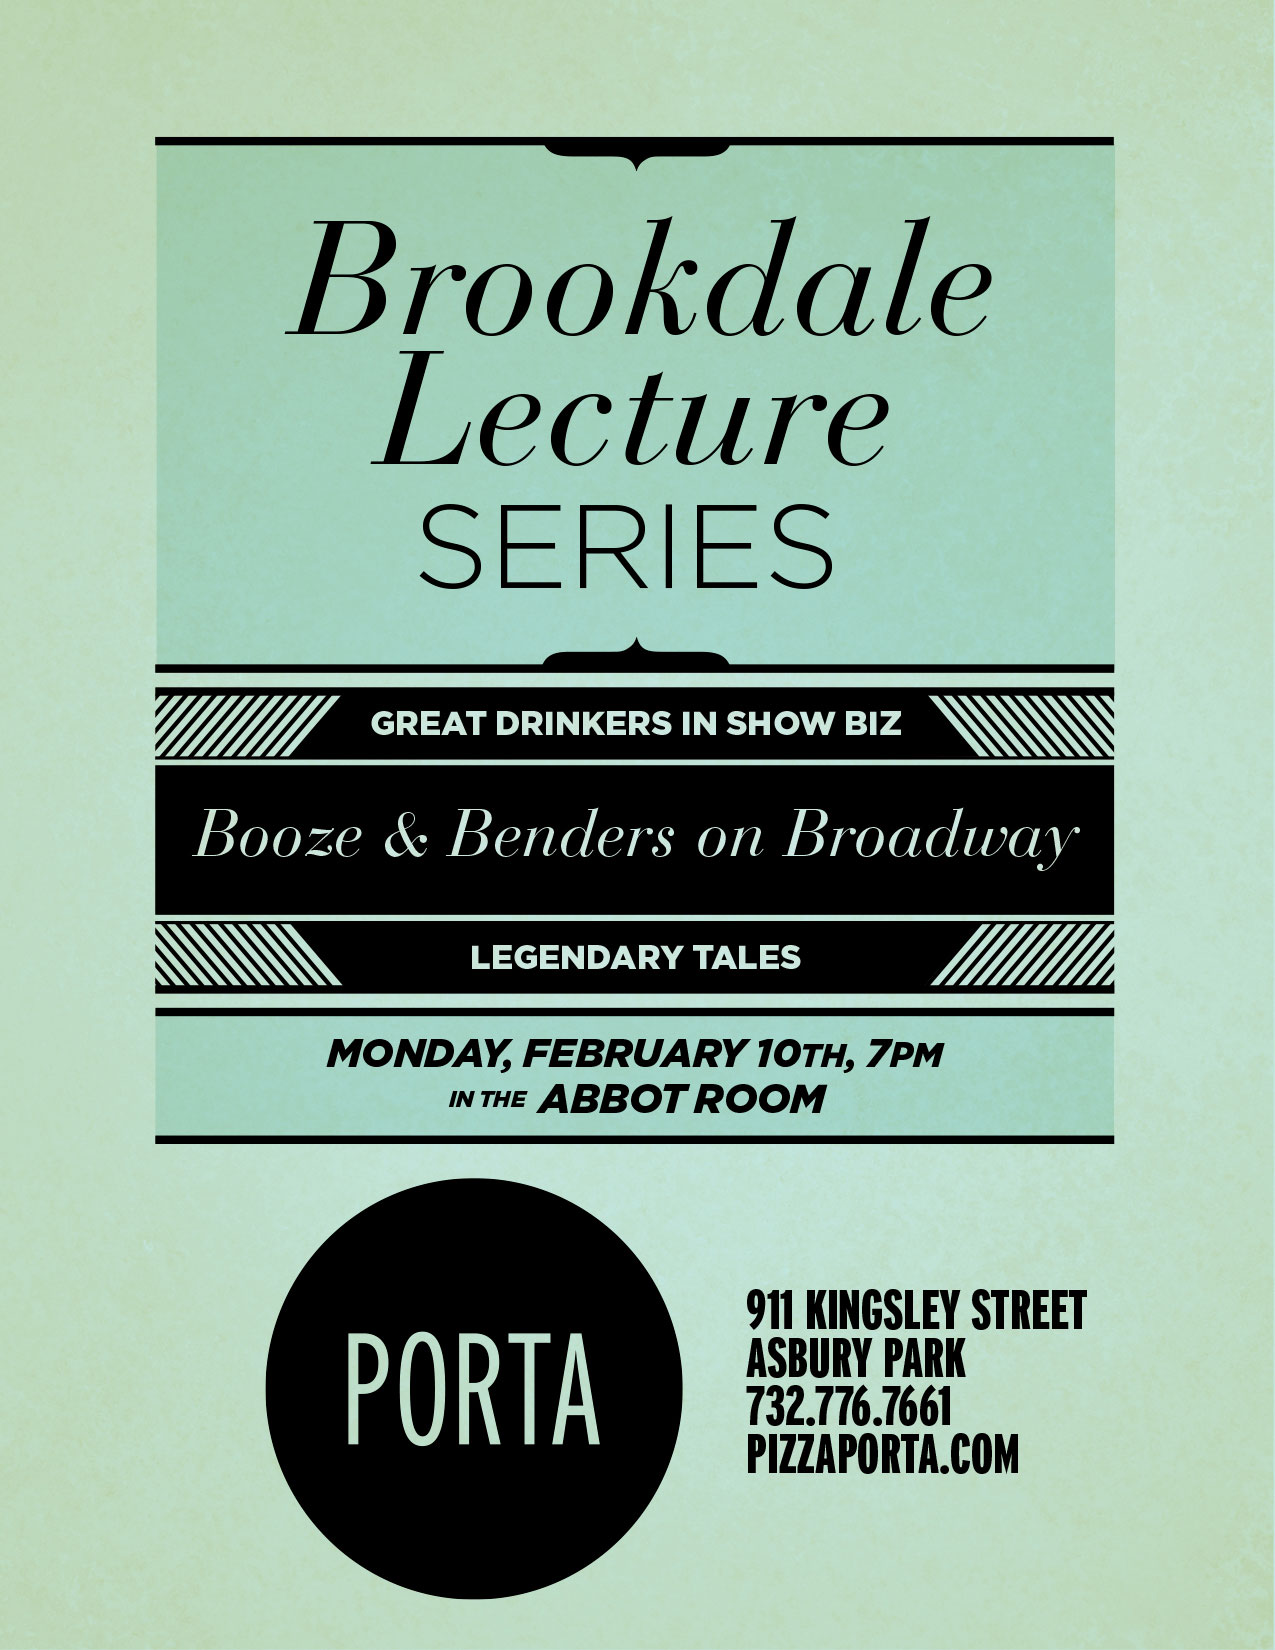 Brookdale
Lecture
SERIES
GREAT DRINKERS IN SHOW BIZ
Booze & Benders on Broadway
LEGENDARY TALES
MONDAY, FEBRUARY 10TH, 7PM
IN THE ABBOT ROOM
PORTA
911 KINGSLEY STREET
ASBURY PARK
732.776.7661
PIZZAPORTA.COM